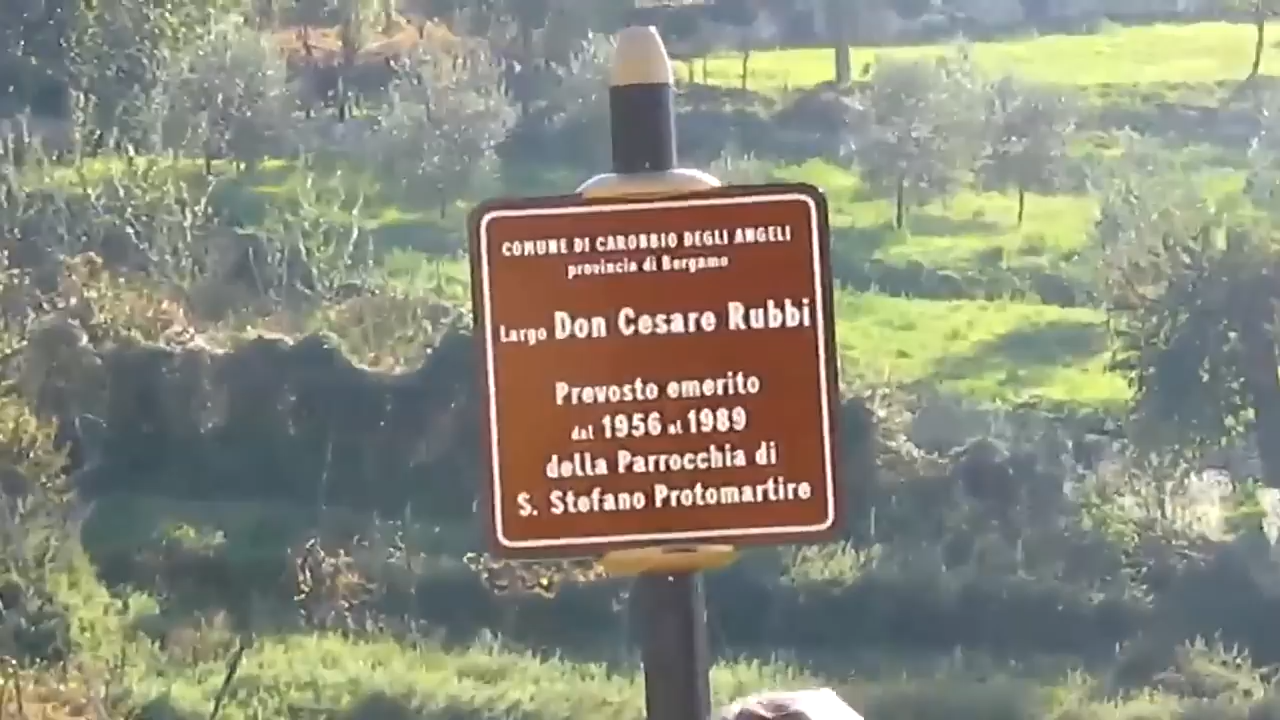 COMUNE DI CAROBBIO DEGLI ANGELI
provincia di Bergamo
Largo Don Cesare Rubbi
Prevosto emerito
dal 1956 al 1989
della Parrocchia di
S. Stefano Protomartire